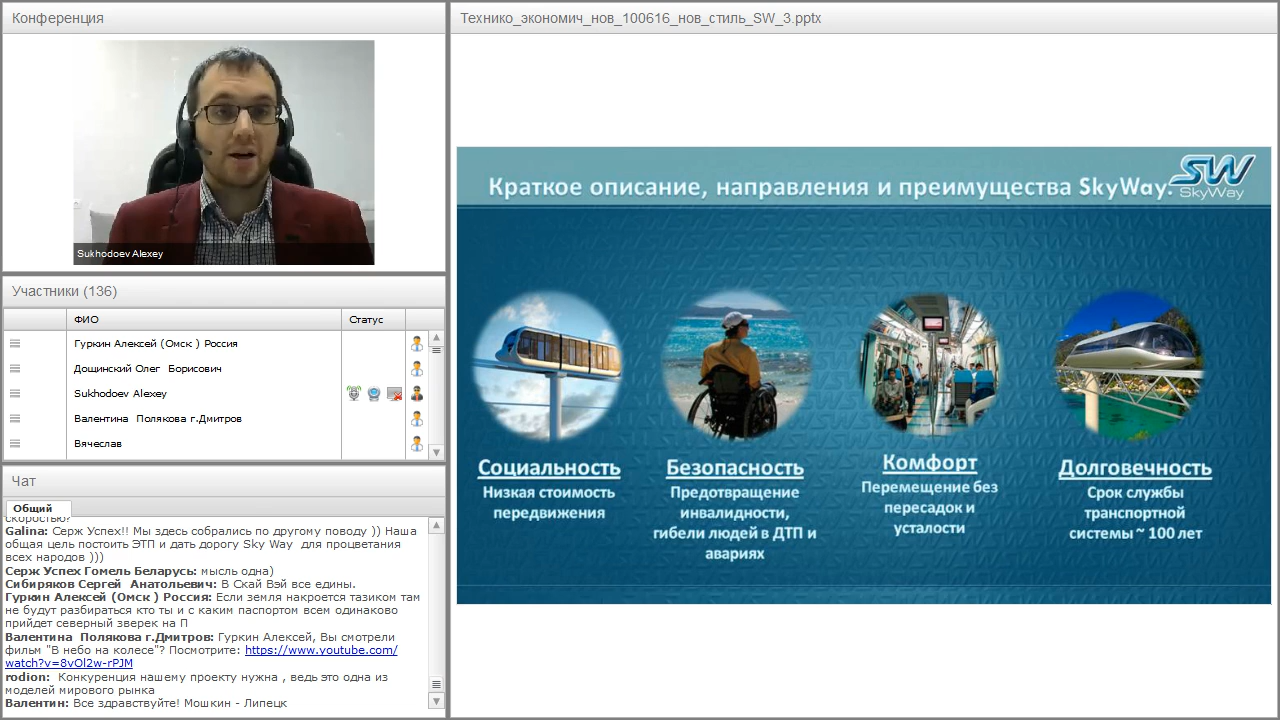 Конференция
Sukhodoev Alexey
Участники (136)
ФИО
Статус
Гуркин Алексей (Омск ) Россия
Дощинский Олег Борисович
Sukhodoev Alexey
Валентина Полякова г.Дмитров
Вячеслав
Чат
Общий
скоростью?
Galina: Серж Успех!! Мы здесь собрались по другому поводу )) Наша
общая цель постоить ЭТП и дать дорогу Sky Way для процветания
всех народов )))
Серж Успех Гомель Беларусь: мысль одна)
Сибиряков Сергей Анатольевич: В Скай Вэй все едины.
Гуркин Алексей (Омск ) Россия: Если земля накроется тазиком там
не будут разбираться кто ты и с каким паспортом всем одинаково
прийдет северный зверек на П
Валентина Полякова г.Дмитров: Гуркин Алексей, Вы смотрели
фильм "В небо на колесе"? Посмотрите: https://www.youtube.com/
watch?v=8vOl2w-rPJM
rodion: Конкуренция нашему проекту нужна , ведь это одна из
моделей мирового рынка
Валентин: Все здравствуйте! Мошкин - Липецк
Технико_экономич_нов_100616_нов_стиль_SW_3.pptx
Краткое описание, направления и преимущества SkyWay.
SW
SkyWay
Социальность
Низкая стоимость
передвижения
Безопасность
Предотвращение
инвалидности,
гибели людей в ДТП и
авариях
Комфорт
Перемещение без
пересадок и
усталости
Долговечность
Срок службы
транспортной
системы ~ 100 лет